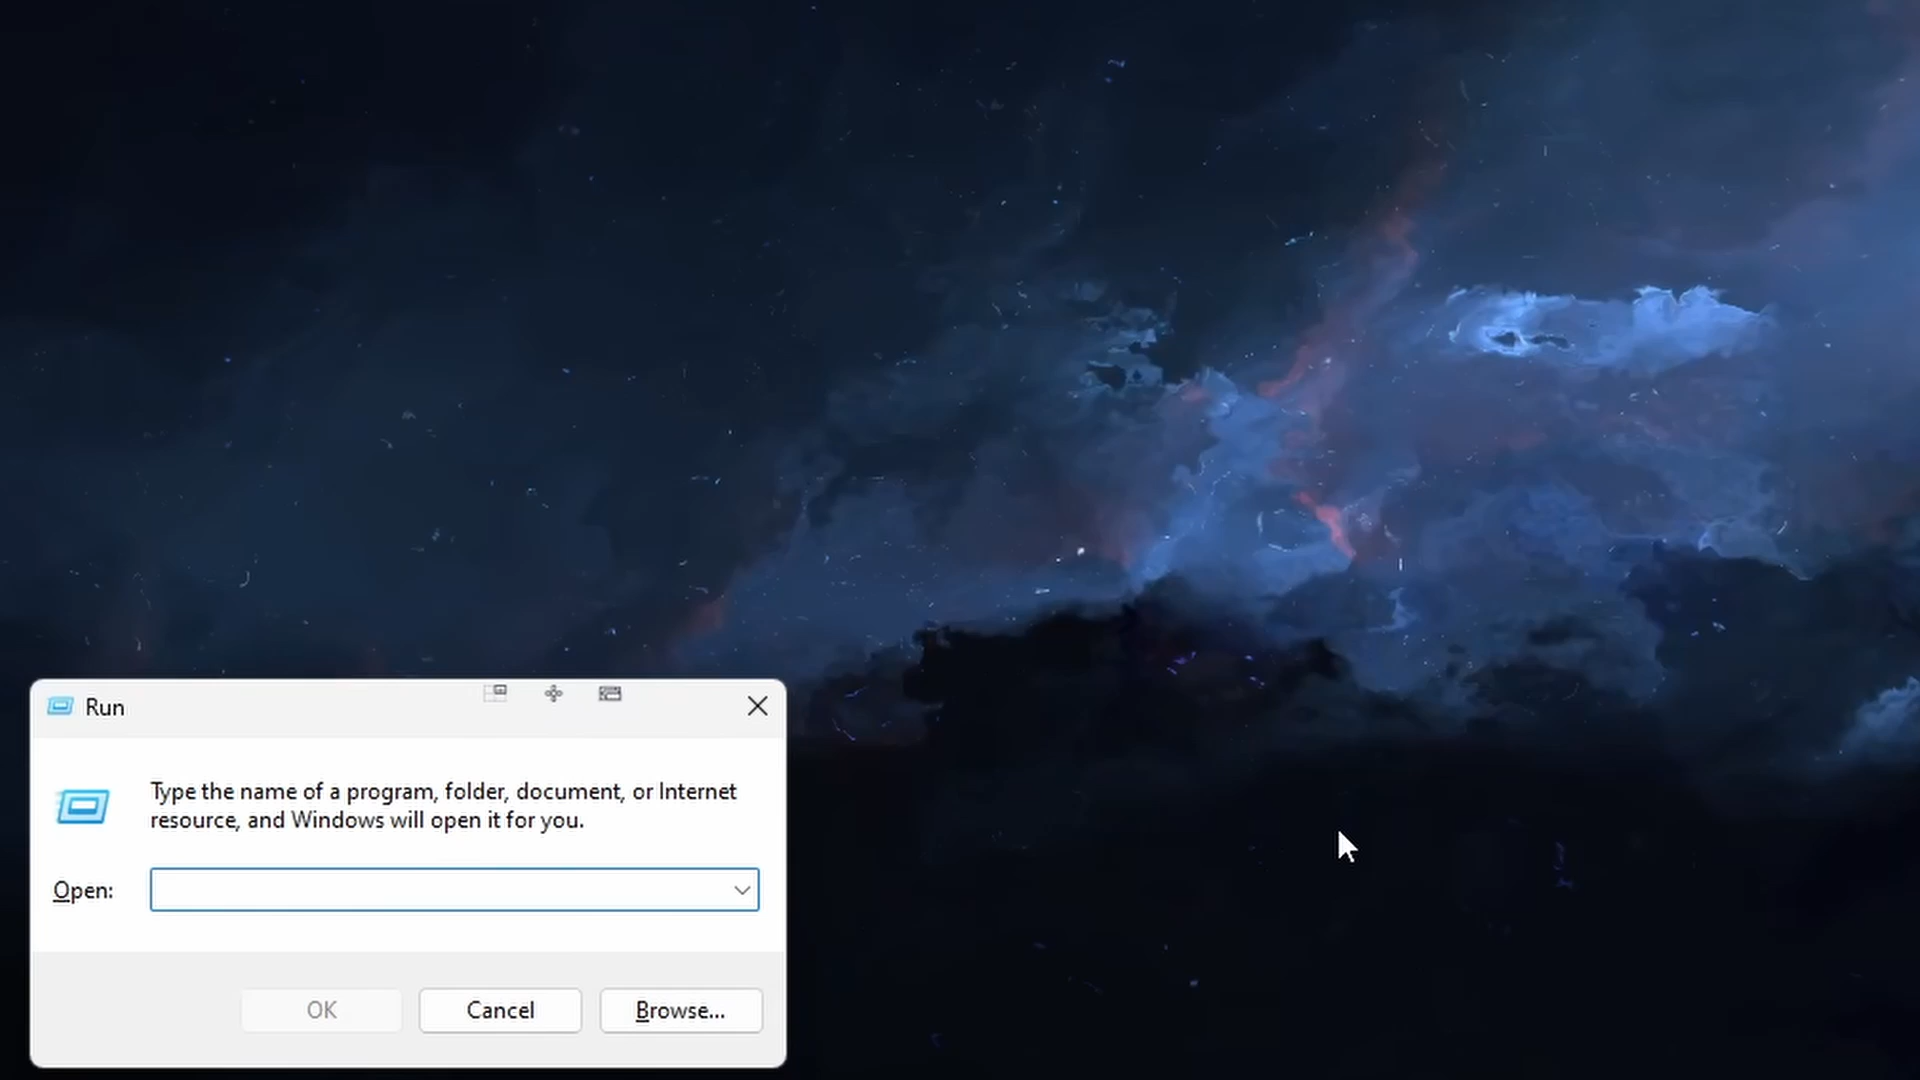 Run
Type the name of a program, folder, document, or Internet
resource, and Windows will open it for you.
Open:
OK
Cancel
Browse...